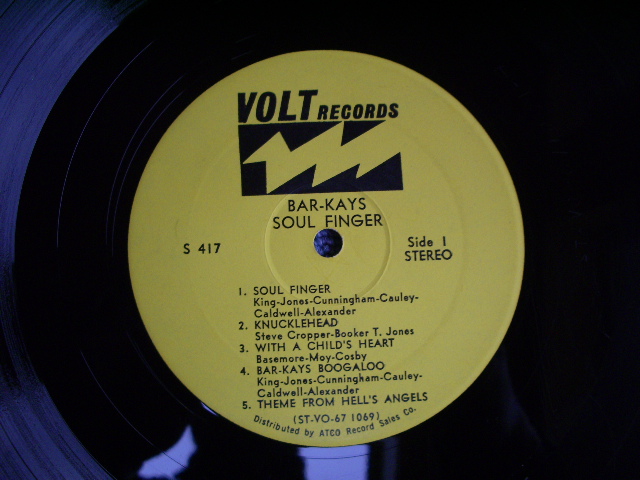 VOLT RECORDS
BAR-KAYS
SOUL FINGER
S 417
Side 1
STEREO
1. SOUL FINGER
King-Jones-Cunningham-Cauley-
Caldwell-Alexander
2. KNUCKLEHEAD
Steve Cropper-Booker T. Jones
3. WITH A CHILD'S HEART
Basemore-Moy-Cosby
4. BAR-KAYS BOOGALOO
King-Jones-Cunningham-Cauley-
Caldwell-Alexander
5. THEME FROM HELL'S ANGELS
(ST-VO-67 1069)
Distributed by ATCO Record Sales Co.